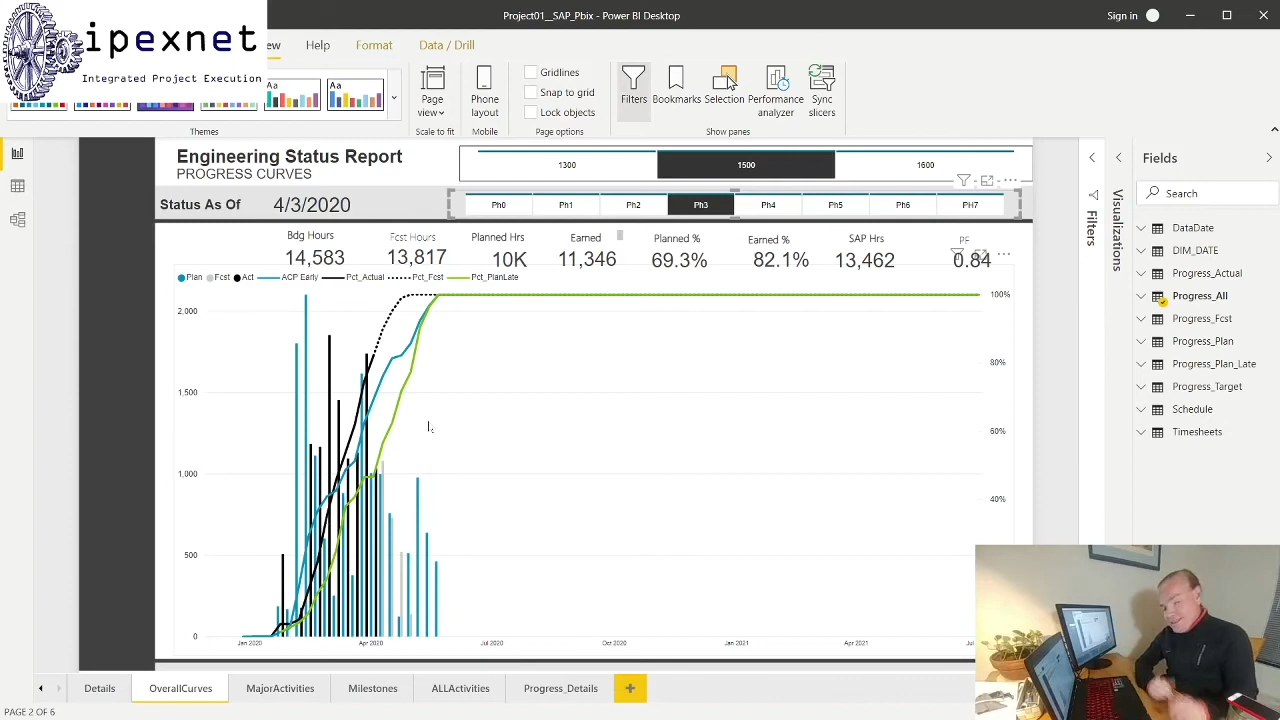 ipexnet
Integrated Project Execution
Project01__SAP_Pbix - Power BI Desktop
Sign in
Help
Format
Data / Drill
Aa
Aa
Themes
Page view
Scale to fit
Phone layout
Mobile
Gridlines
Snap to grid
Lock objects
Page options
Filters
Bookmarks
Selection
Performance analyzer
Sync slicers
Show panes
Engineering Status Report
PROGRESS CURVES
1300
1500
1600
Status As Of 4/3/2020
Ph0
Ph1
Ph2
Ph3
Ph4
Ph5
Ph6
PH7
Bdg Hours
14,583
Fcst Hours
13,817
Planned Hrs
10K
Earned
11,346
Planned %
69.3%
Earned %
82.1%
SAP Hrs
13,462
PF
0.84
Plan
Fcst
Act
ACP Early
Pct_Actual
Pct_Fcst
Pct_PlanLate
2,000
1,500
1,000
500
0
100%
80%
60%
40%
Jan 2020
Apr 2020
Jul 2020
Oct 2020
Jan 2021
Apr 2021
Filters
Visualizations
Fields
Search
DataDate
DIM_DATE
Progress_Actual
Progress_All
Progress_Fcst
Progress_Plan
Progress_Plan_Late
Progress_Target
Schedule
Timesheets
Details
OverallCurves
MajorActivities
Milestones
ALLActivities
Progress_Details
PAGE 2 OF 6